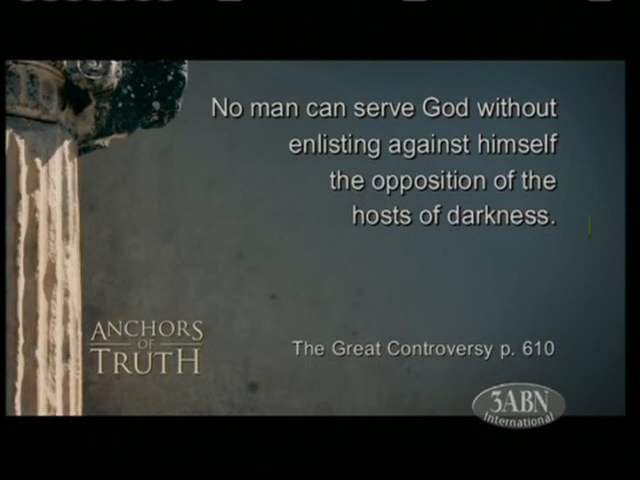 No man can serve God without
enlisting against himself
the opposition of the
hosts of darkness.
ANCHORS
OF
TRUTH
The Great Controversy p. 610
3ABN
International